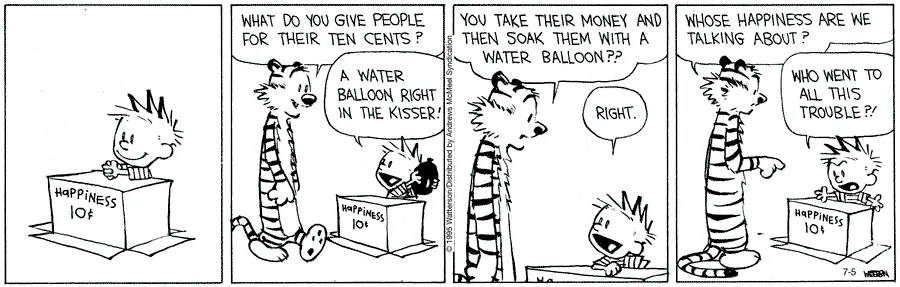 HAPPINESS
10¢
WHAT DO YOU GIVE PEOPLE
FOR THEIR TEN CENTS?
A WATER
BALLOON RIGHT
IN THE KISSER!
HAPPINESS
10¢
© 1995 Watterson/Distributed by Andrews McMeel Syndication
YOU TAKE THEIR MONEY AND
THEN SOAK THEM WITH A
WATER BALLOON??
RIGHT.
WHOSE HAPPINESS ARE WE
TALKING ABOUT?
WHO WENT TO
ALL THIS
TROUBLE?!
HAPPINESS
10¢
7-5 WATTERSON